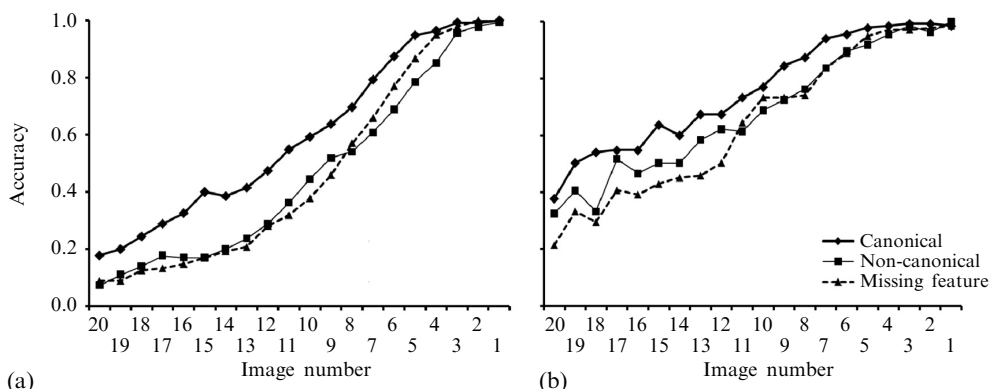 1.0
0.8
0.6
0.4
0.2
0.0
Accuracy
20 18 16 14 12 10 8 6 4 2
19 17 15 13 11 9 7 5 3 1
Image number
(a)
Canonical
Non-canonical
Missing feature
20 18 16 14 12 10 8 6 4 2
19 17 15 13 11 9 7 5 3 1
Image number
(b)